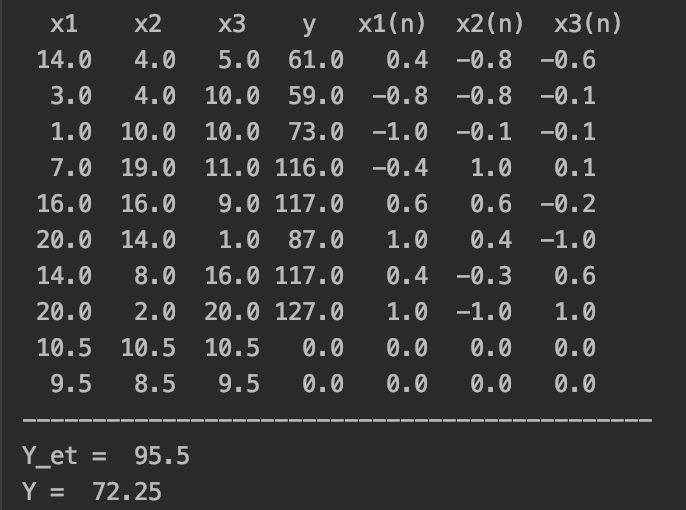 x1 x2 x3 y x1(n) x2(n) x3(n)
14.0 4.0 5.0 61.0 0.4 −0.8 −0.6
3.0 4.0 10.0 59.0 −0.8 −0.8 −0.1
1.0 10.0 10.0 73.0 −1.0 −0.1 −0.1
7.0 19.0 11.0 116.0 −0.4 1.0 0.1
16.0 16.0 9.0 117.0 0.6 0.6 −0.2
20.0 14.0 1.0 87.0 1.0 0.4 −1.0
14.0 8.0 16.0 117.0 0.4 −0.3 0.6
20.0 2.0 20.0 127.0 1.0 −1.0 1.0
10.5 10.5 10.5 0.0 0.0 0.0 0.0
9.5 8.5 9.5 0.0 0.0 0.0 0.0
---------------------------------------------
Y_et = 95.5
Y = 72.25